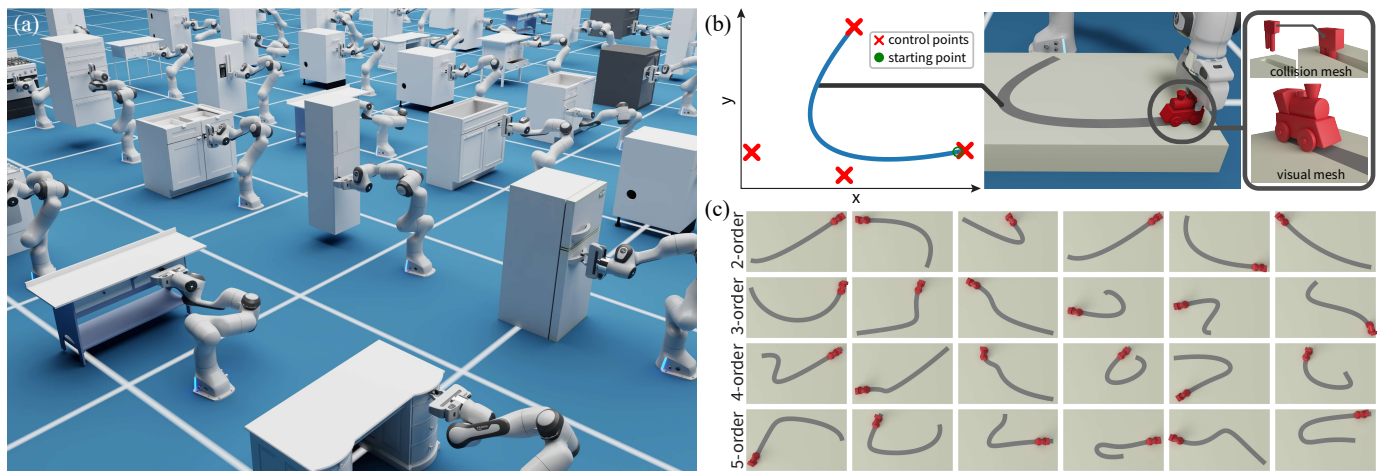 (a)
(b)
y
x
control points
starting point
collision mesh
visual mesh
(c)
2-order
3-order
4-order
5-order